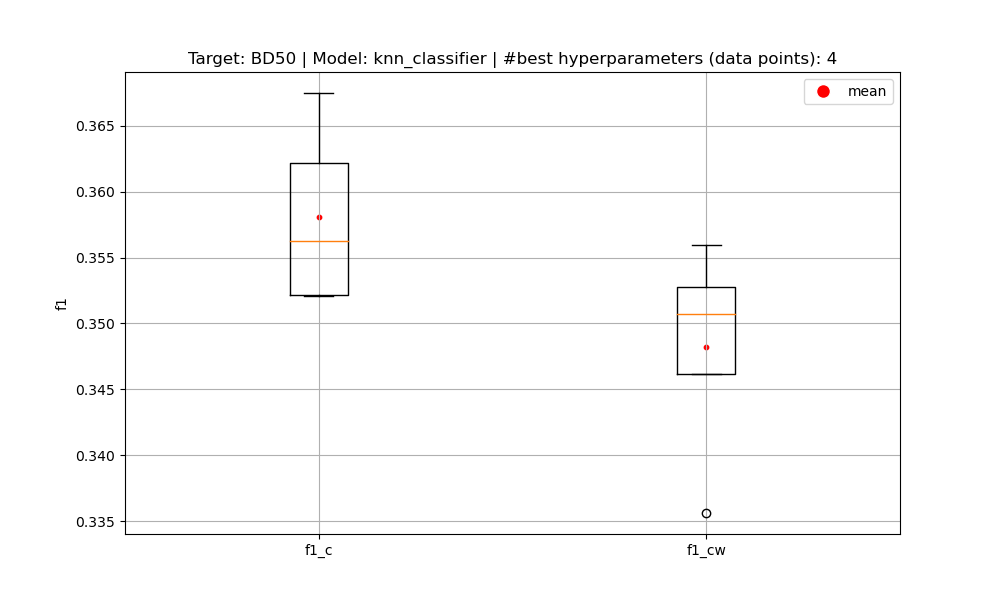 Target: BD50 | Model: knn_classifier | #best hyperparameters (data points): 4
mean
0.365
0.360
0.355
0.350
0.345
0.340
0.335
f1
f1_c
f1_cw